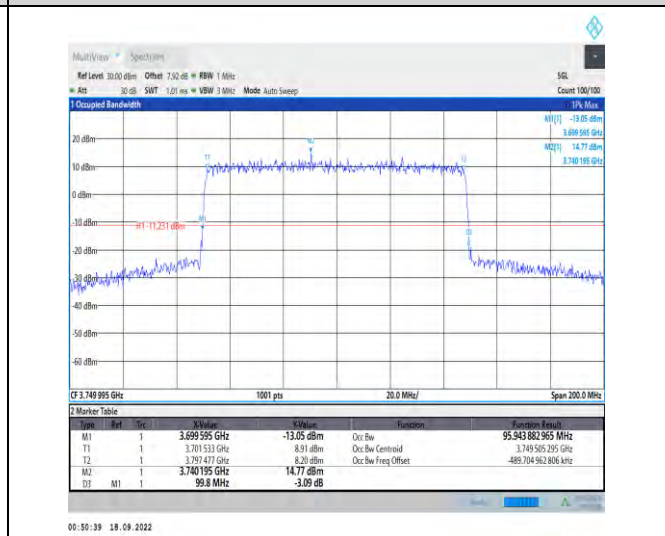 MultiView Spectrum
Ref Level 30.00 dBm Offset 7.92 dB RBW 1 MHz SGL
Att 30 dB SWT 1.01 ms VBW 3 MHz Mode Auto Sweep Count 100/100
1 Occupied Bandwidth 1Pk Max
M1[1] -13.05 dBm
3.699 595 GHz
M2[1] 14.77 dBm
3.740 195 GHz
20 dBm
M2
T1
T2
10 dBm
0 dBm
M1
-10 dBm
H1 -11.231 dBm
D3
-20 dBm
-30 dBm
-40 dBm
-50 dBm
-60 dBm
CF 3.749 995 GHz 1001 pts 20.0 MHz/ Span 200.0 MHz
2 Marker Table
Type Ref Trc X-Value Y-Value Function Function Result
M1 1 3.699 595 GHz -13.05 dBm Occ Bw 95.943 882 965 MHz
T1 1 3.701 533 GHz 8.91 dBm Occ Bw Centroid 3.749 505 295 GHz
T2 1 3.797 477 GHz 8.20 dBm Occ Bw Freq Offset -489.704 962 806 kHz
M2 1 3.740 195 GHz 14.77 dBm
D3 M1 1 99.8 MHz -3.09 dB
00:50:39 18.09.2022